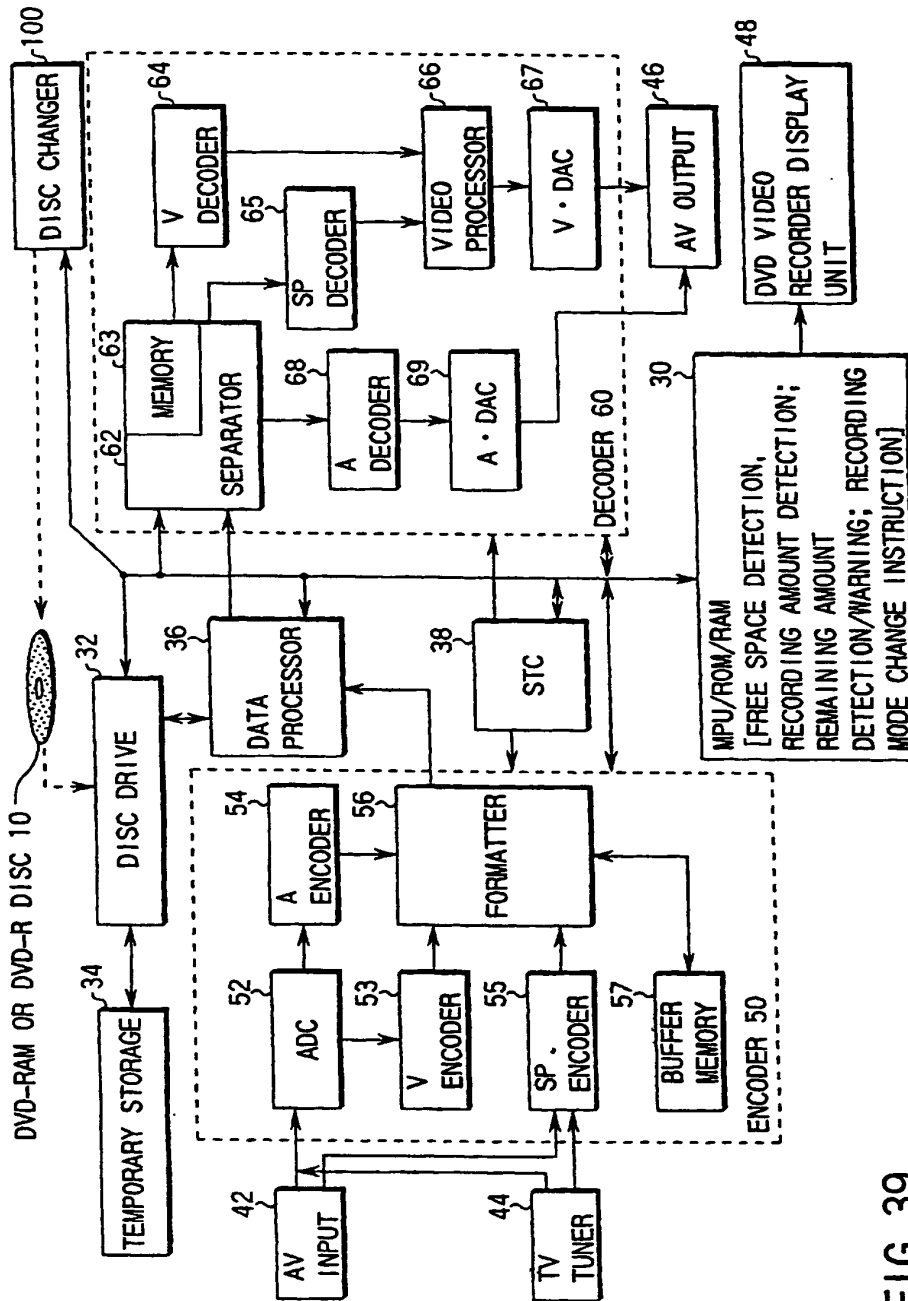 DVD-RAM OR DVD-R DISC 10
100
DISC CHANGER
34
TEMPORARY STORAGE
32
DISC DRIVE
36
DATA
PROCESSOR
62
63
MEMORY
SEPARATOR
64
V
DECODER
65
SP
DECODER
66
VIDEO
PROCESSOR
67
V·DAC
68
A
DECODER
69
A·DAC
DECODER 60
46
AV OUTPUT
48
DVD VIDEO
RECORDER DISPLAY
UNIT
38
STC
30
MPU/ROM/RAM
[FREE SPACE DETECTION,
RECORDING AMOUNT DETECTION;
REMAINING AMOUNT
DETECTION/WARNING; RECORDING
MODE CHANGE INSTRUCTION]
42
AV
INPUT
44
TV
TUNER
52
ADC
54
A
ENCODER
53
V
ENCODER
55
SP.
ENCODER
56
FORMATTER
57
BUFFER
MEMORY
ENCODER 50
FIG. 39